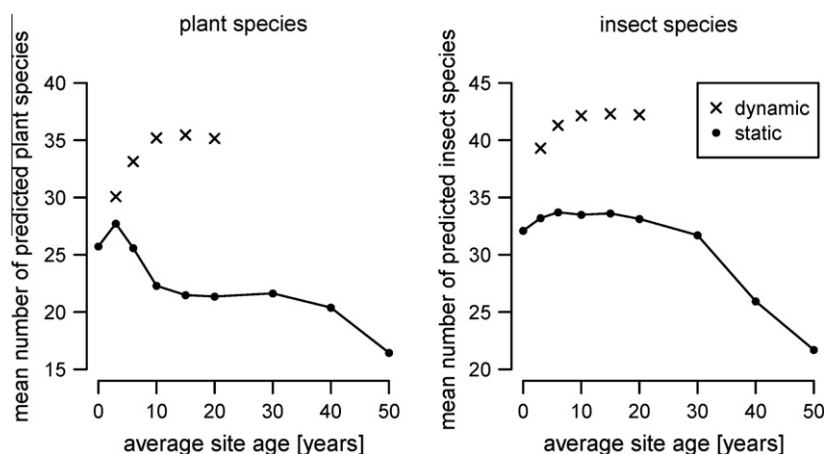 plant species
mean number of predicted plant species
40
35
30
25
20
15
0 10 20 30 40 50
average site age [years]
insect species
mean number of predicted insect species
45
40
35
30
25
20
0 10 20 30 40 50
average site age [years]
dynamic
static